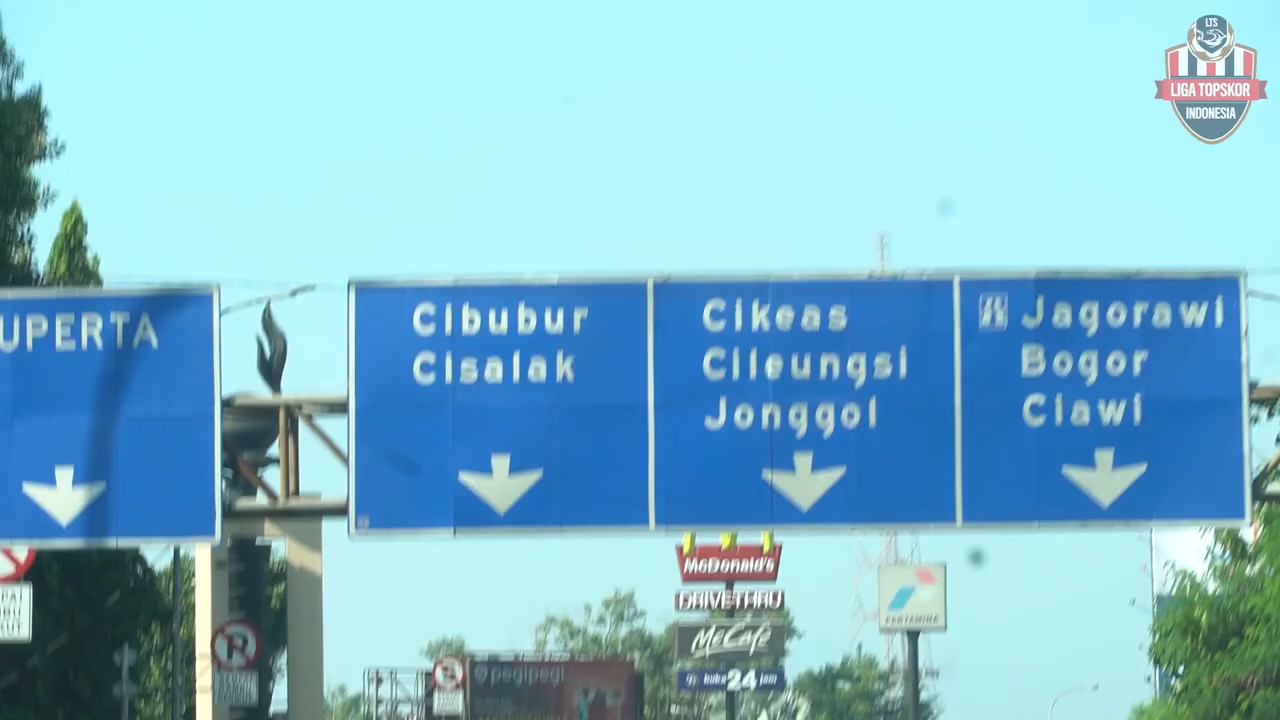 LTS
LIGA TOPSKOR
INDONESIA
UPERTA
Cibubur
Cisalak
Cikeas
Cileungsi
Jonggol
Jagorawi
Bogor
Ciawi
McDonald's
DRIVE THRU
McCafé
buka 24 jam
PERTAMINA
pegipegi